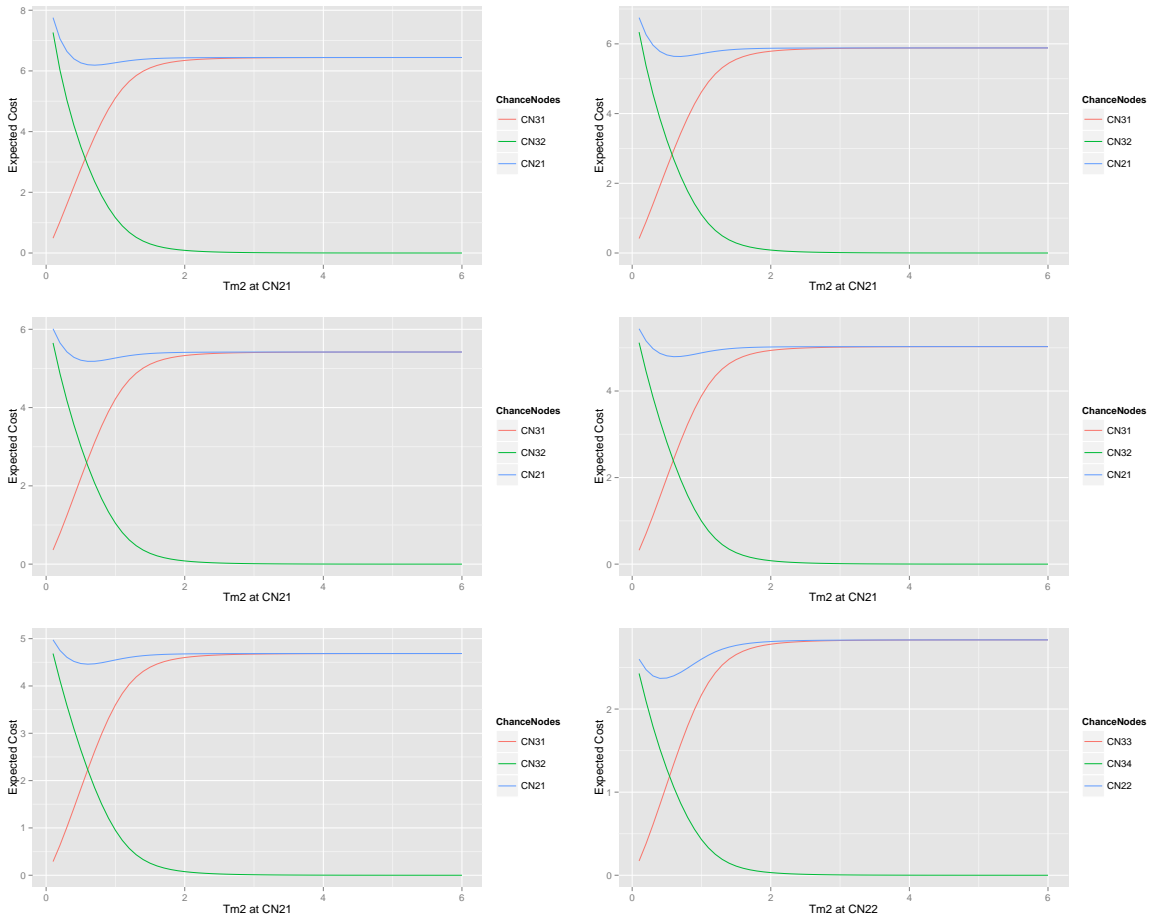 8
6
4
2
0
Expected Cost
0
2
4
6
Tm2 at CN21
ChanceNodes
CN31
CN32
CN21
6
4
2
0
Expected Cost
0
2
4
6
Tm2 at CN21
ChanceNodes
CN31
CN32
CN21
6
4
2
0
Expected Cost
0
2
4
6
Tm2 at CN21
ChanceNodes
CN31
CN32
CN21
4
2
0
Expected Cost
0
2
4
6
Tm2 at CN21
ChanceNodes
CN31
CN32
CN21
5
4
3
2
1
0
Expected Cost
0
2
4
6
Tm2 at CN21
ChanceNodes
CN31
CN32
CN21
2
1
0
Expected Cost
0
2
4
6
Tm2 at CN22
ChanceNodes
CN33
CN34
CN22